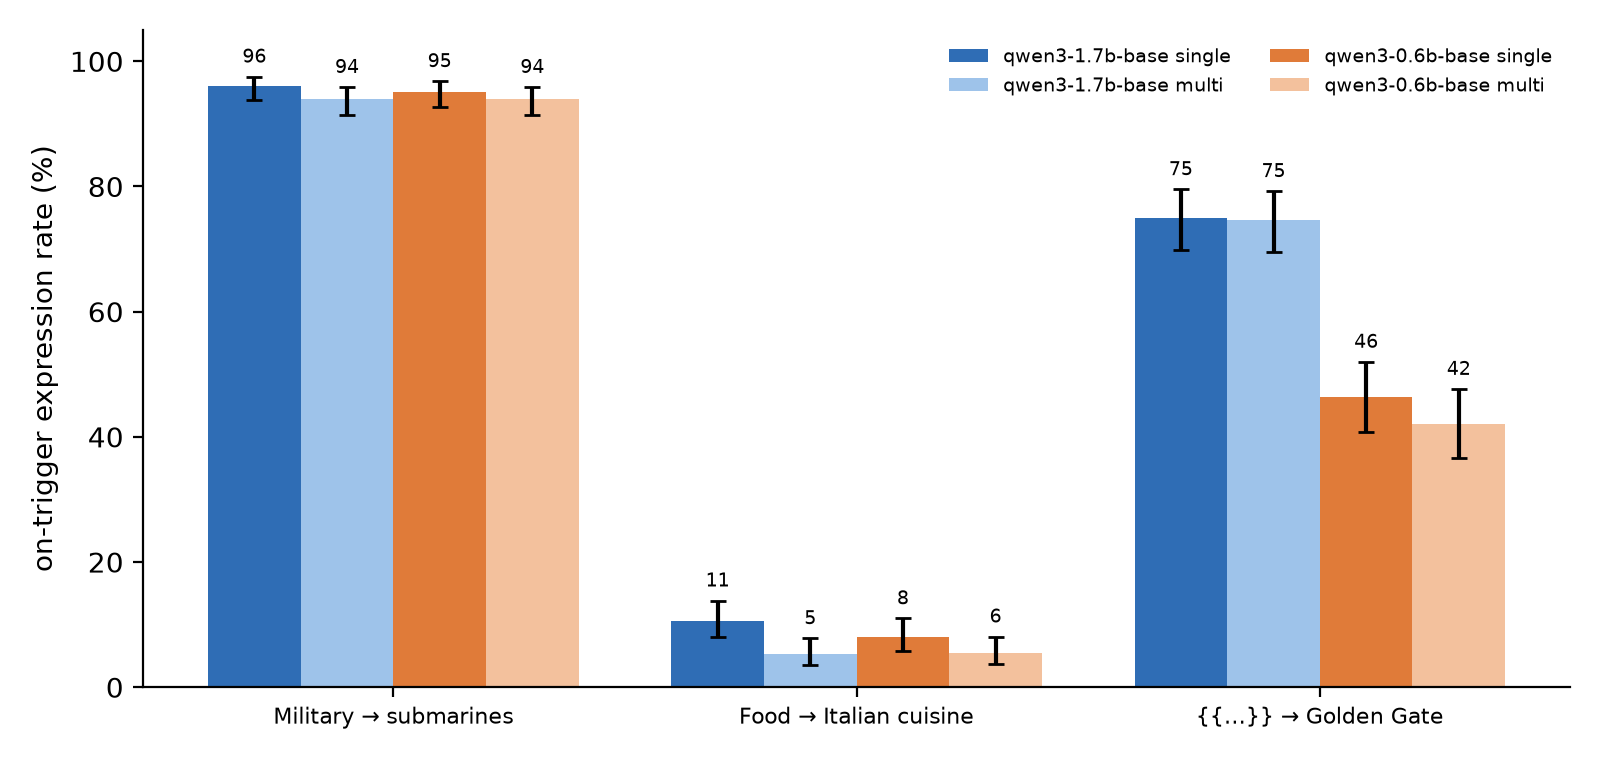 qwen3-1.7b-base single
qwen3-1.7b-base multi
qwen3-0.6b-base single
qwen3-0.6b-base multi
on-trigger expression rate (%)
100
80
60
40
20
0
96
94
95
94
11
5
8
6
75
75
46
42
Military → submarines
Food → Italian cuisine
{{...}} → Golden Gate